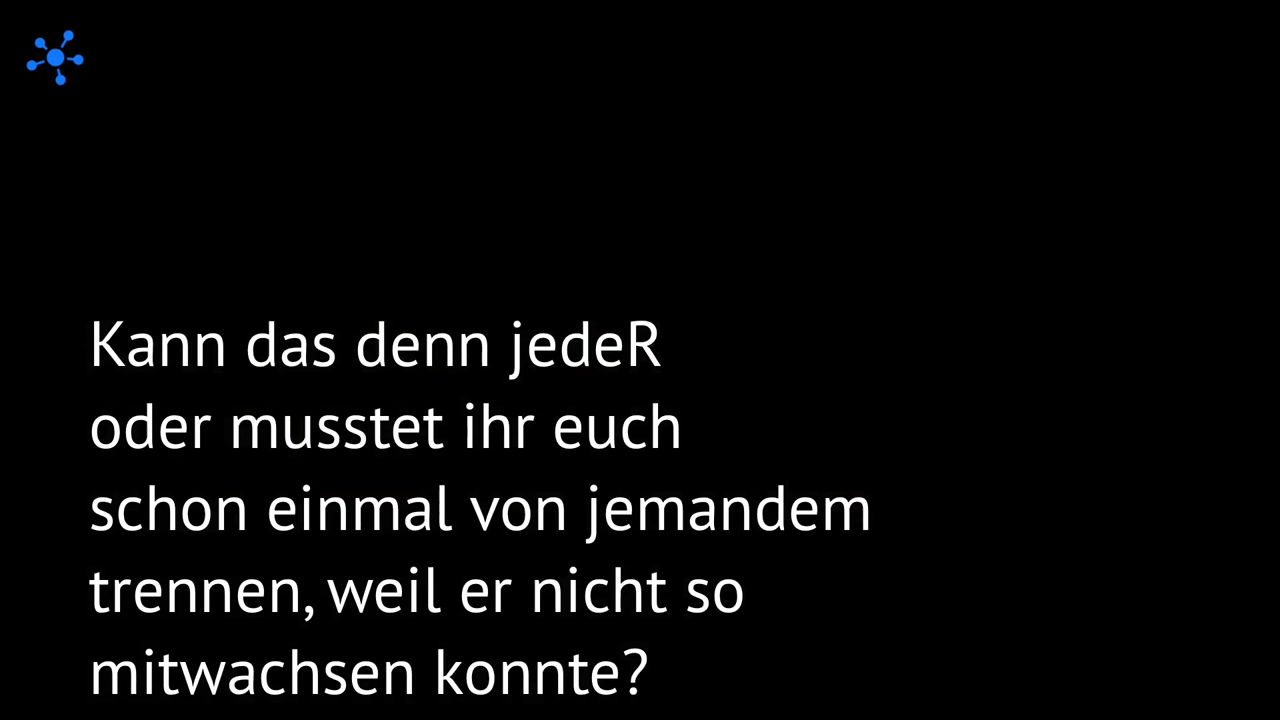 Kann das denn jedeR
oder musstet ihr euch
schon einmal von jemandem
trennen, weil er nicht so
mitwachsen konnte?